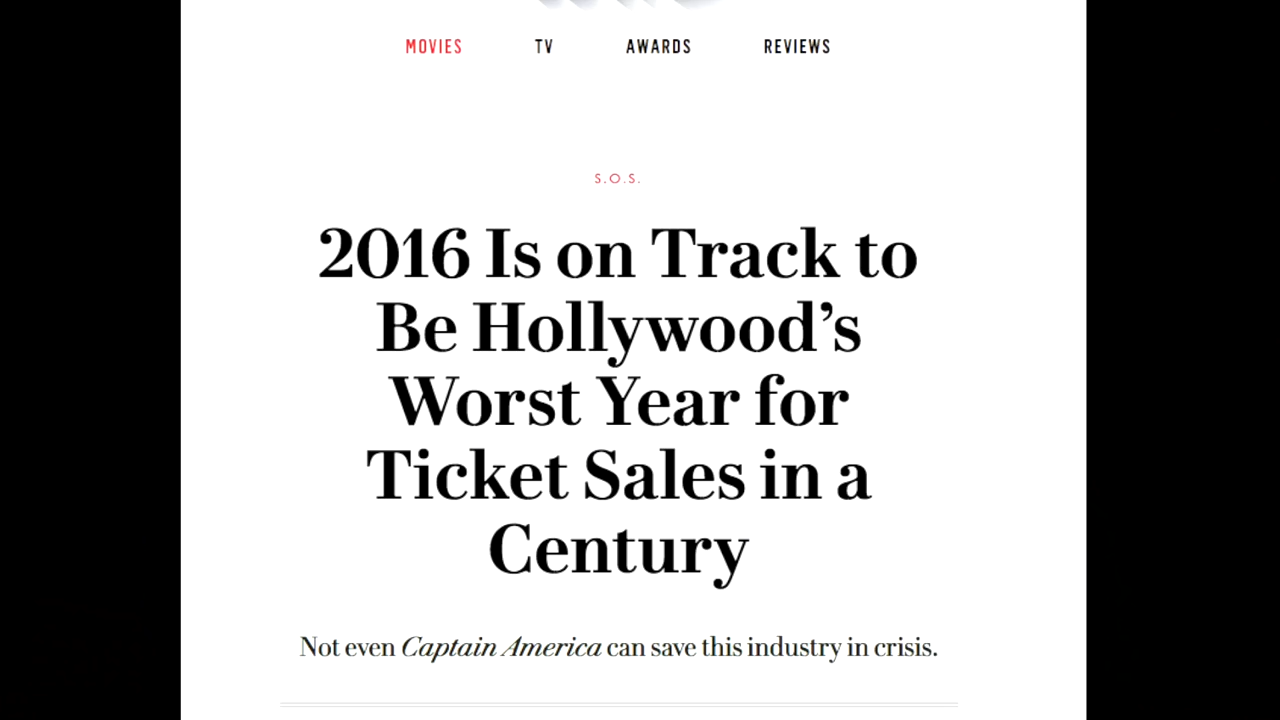 MOVIES TV AWARDS REVIEWS
S.O.S.
2016 Is on Track to
Be Hollywood’s
Worst Year for
Ticket Sales in a
Century
Not even Captain America can save this industry in crisis.